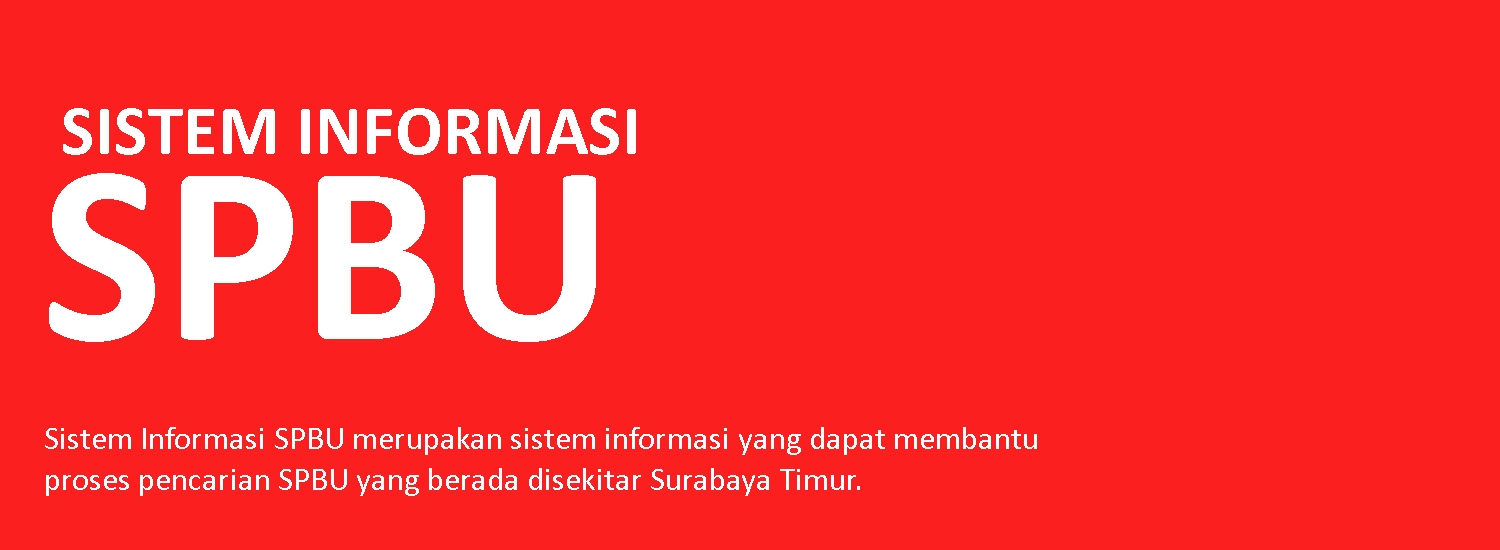 SISTEM INFORMASI
SPBU
Sistem Informasi SPBU merupakan sistem informasi yang dapat membantu
proses pencarian SPBU yang berada disekitar Surabaya Timur.